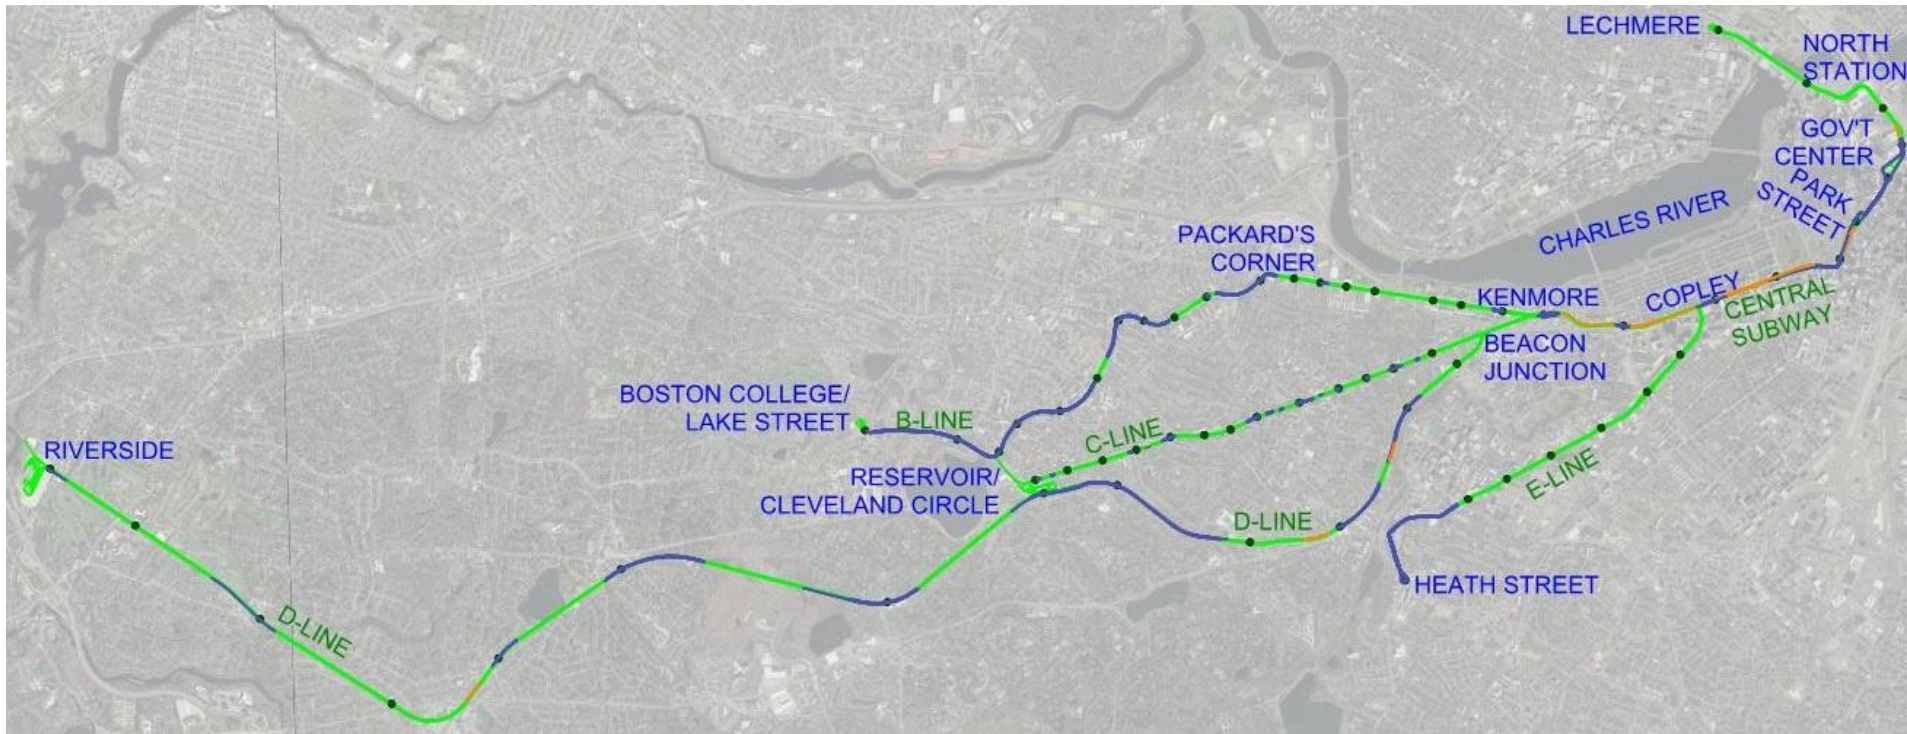 LECHMERE
NORTH
STATION
GOV'T
CENTER
PARK
STREET
CHARLES RIVER
PACKARD'S
CORNER
KENMORE
COPLEY
CENTRAL
SUBWAY
BEACON
JUNCTION
BOSTON COLLEGE/
LAKE STREET
B-LINE
C-LINE
RIVERSIDE
RESERVOIR/
CLEVELAND CIRCLE
E-LINE
D-LINE
HEATH STREET
D-LINE